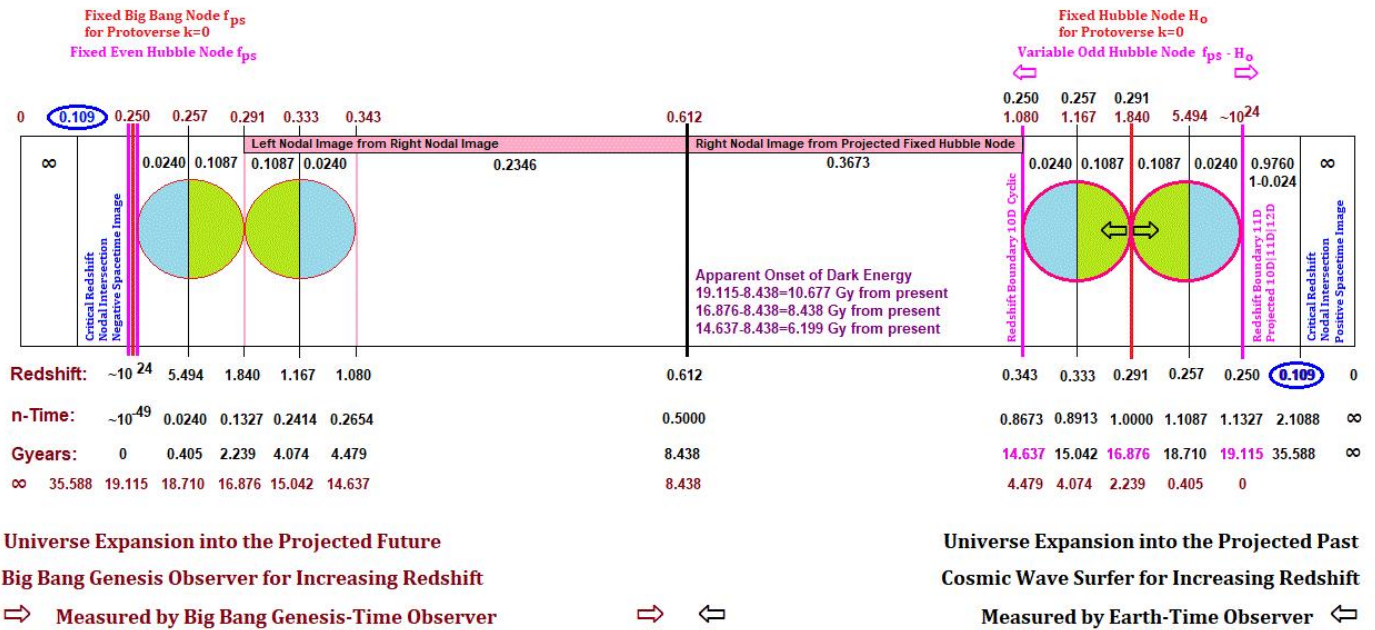 Fixed Big Bang Node fps
for Protoverse k=0
Fixed Even Hubble Node fps
Fixed Hubble Node Ho
for Protoverse k=0
Variable Odd Hubble Node fps - Ho
0.250 0.257 0.291
0 0.109 0.250 0.257 0.291 0.333 0.343 0.612 1.080 1.167 1.840 5.494 ~10 24
Left Nodal Image from Right Nodal Image
Right Nodal Image from Projected Fixed Hubble Node
∞ 0.0240 0.1087 0.1087 0.0240 0.2346 0.3673 0.0240 0.1087 0.1087 0.0240 0.9760 ∞
1-0.024
Critical Redshift
Nodal Intersection
Negative Spacetime Image
Apparent Onset of Dark Energy
19.115-8.438=10.677 Gy from present
16.876-8.438=8.438 Gy from present
14.637-8.438=6.199 Gy from present
Redshift Boundary 10D Cyclic
Redshift Boundary 11D
Projected 10D|11D|12D
Critical Redshift
Nodal Intersection
Positive Spacetime Image
Redshift: ~10 24 5.494 1.840 1.167 1.080 0.612 0.343 0.333 0.291 0.257 0.250 0.109 0
n-Time: ~10-49 0.0240 0.1327 0.2414 0.2654 0.5000 0.8673 0.8913 1.0000 1.1087 1.1327 2.1088 ∞
Gyears: 0 0.405 2.239 4.074 4.479 8.438 14.637 15.042 16.876 18.710 19.115 35.588 ∞
∞ 35.588 19.115 18.710 16.876 15.042 14.637 8.438 4.479 4.074 2.239 0.405 0
Universe Expansion into the Projected Future
Big Bang Genesis Observer for Increasing Redshift
⇨ Measured by Big Bang Genesis-Time Observer ⇨
Universe Expansion into the Projected Past
Cosmic Wave Surfer for Increasing Redshift
⇦ Measured by Earth-Time Observer ⇦